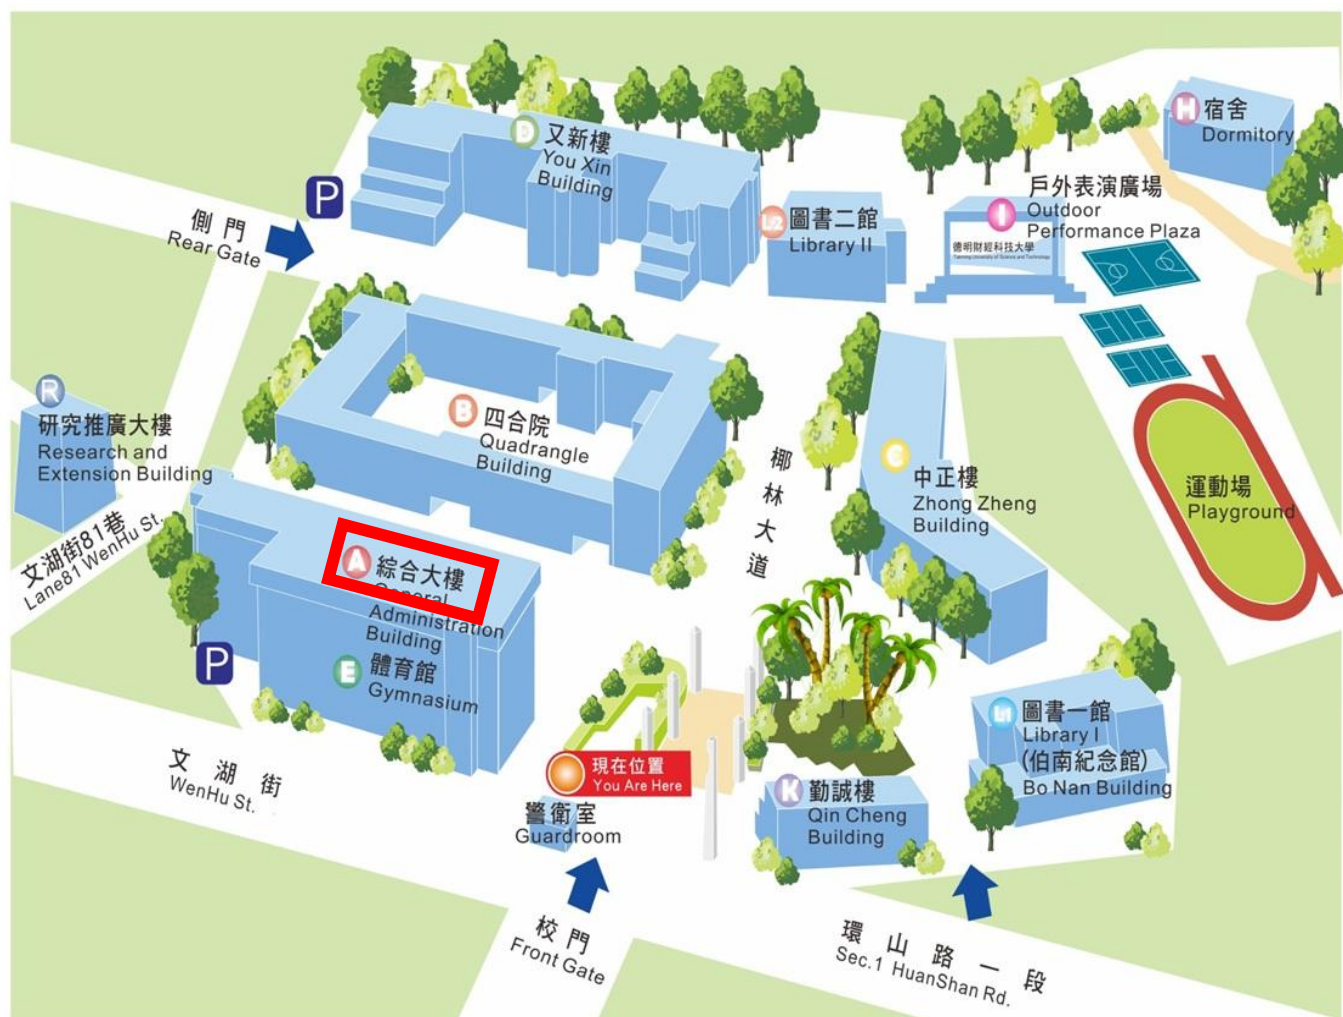 D 又新樓
You Xin
Building
H 宿舍
Dormitory
P
側門
Rear Gate
L2 圖書二館
Library II
I 戶外表演廣場
Outdoor
Performance Plaza
德明財經科技大學
R
研究推廣大樓
Research and
Extension Building
B 四合院
Quadrangle
Building
椰林大道
中正樓
Zhong Zheng
Building
運動場
Playground
文湖街81巷
Lane81 WenHu St.
A 綜合大樓
General
Administration
Building
P
E 體育館
Gymnasium
文湖街
WenHu St.
現在位置
You Are Here
警衛室
Guardroom
K 勤誠樓
Qin Cheng
Building
L1 圖書一館
Library I
(伯南紀念館)
Bo Nan Building
校門
Front Gate
環山路一段
Sec.1 HuanShan Rd.